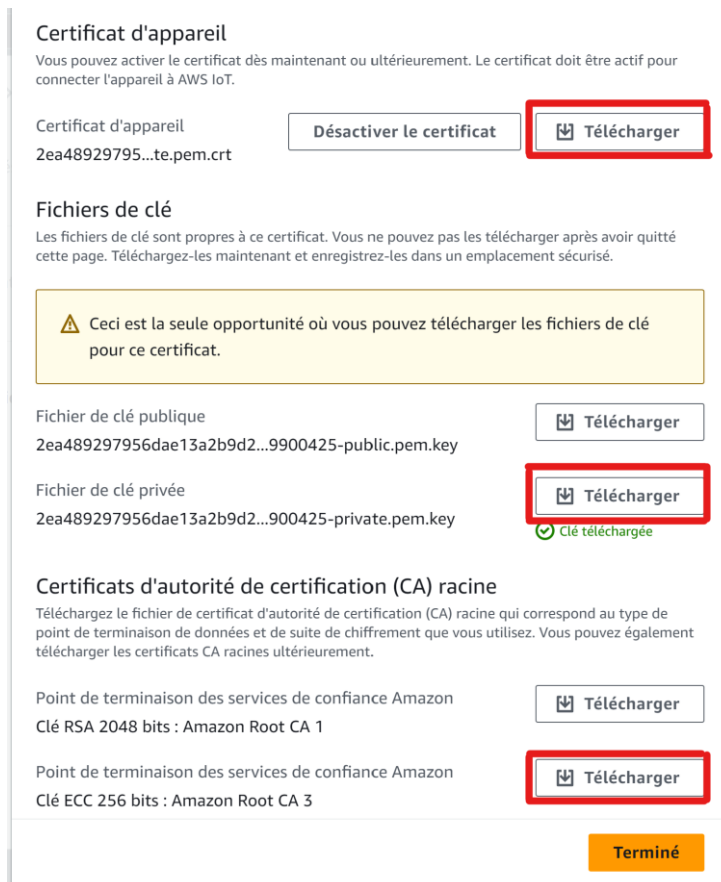 Certificat d'appareil
Vous pouvez activer le certificat dès maintenant ou ultérieurement. Le certificat doit être actif pour
connecter l'appareil à AWS IoT.
Certificat d'appareil
2ea48929795...te.pem.crt
Désactiver le certificat
Télécharger
Fichiers de clé
Les fichiers de clé sont propres à ce certificat. Vous ne pouvez pas les télécharger après avoir quitté
cette page. Téléchargez-les maintenant et enregistrez-les dans un emplacement sécurisé.
Ceci est la seule opportunité où vous pouvez télécharger les fichiers de clé
pour ce certificat.
Fichier de clé publique
2ea489297956dae13a2b9d2...9900425-public.pem.key
Télécharger
Fichier de clé privée
2ea489297956dae13a2b9d2...900425-private.pem.key
Télécharger
Clé téléchargée
Certificats d'autorité de certification (CA) racine
Téléchargez le fichier de certificat d'autorité de certification (CA) racine qui correspond au type de
point de terminaison de données et de suite de chiffrement que vous utilisez. Vous pouvez également
télécharger les certificats CA racines ultérieurement.
Point de terminaison des services de confiance Amazon
Clé RSA 2048 bits : Amazon Root CA 1
Télécharger
Point de terminaison des services de confiance Amazon
Clé ECC 256 bits : Amazon Root CA 3
Télécharger
Terminé